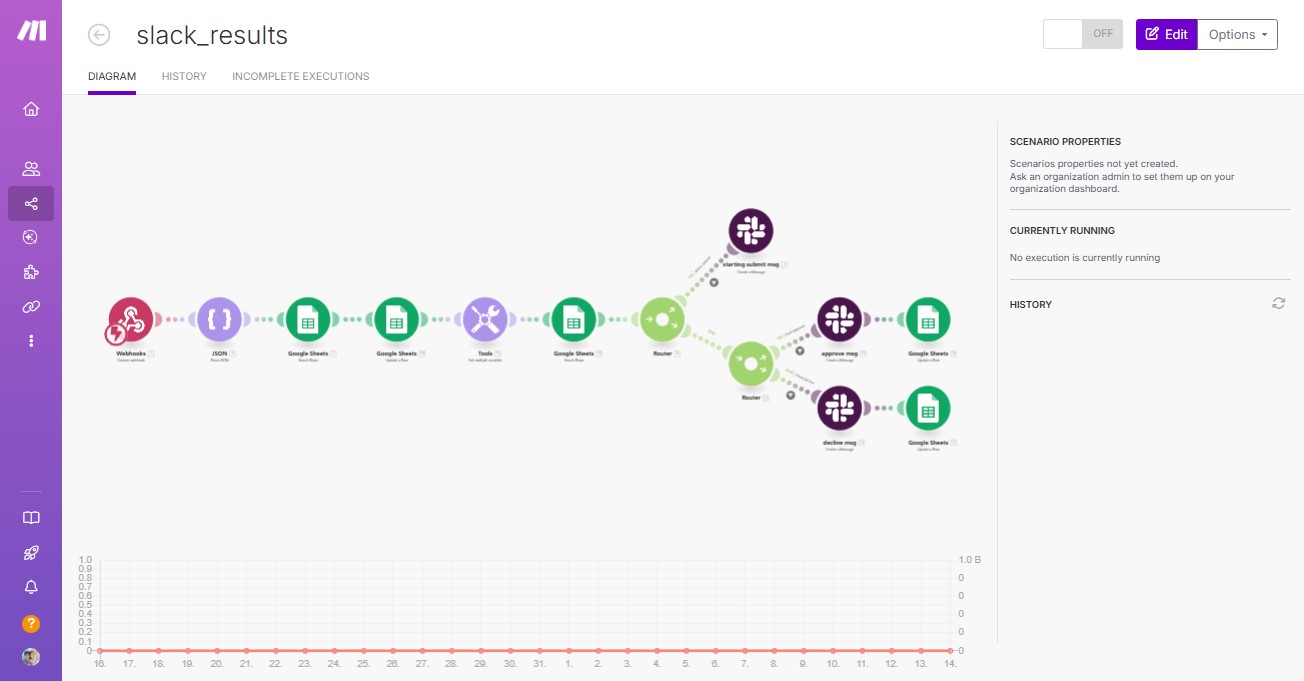 slack_results
OFF
Edit
Options
DIAGRAM
HISTORY
INCOMPLETE EXECUTIONS
SCENARIO PROPERTIES
Scenarios properties not yet created.
Ask an organization admin to set them up on your
organization dashboard.
CURRENTLY RUNNING
No execution is currently running
HISTORY
starting submit msg
Create a Message
Webhooks
Custom webhook
JSON
Parse JSON
Google Sheets
Search Rows
Google Sheets
Update a Row
Tools
Set multiple variables
Google Sheets
Search Rows
Router
approve msg
Create a Message
Google Sheets
Update a Row
Router
decline msg
Create a Message
Google Sheets
Update a Row
1.0
0.9
0.8
0.7
0.6
0.5
0.4
0.3
0.2
0.1
0
1.0 B
0
0
0
0
0
16. 17. 18. 19. 20. 21. 22. 23. 24. 25. 26. 27. 28. 29. 30. 31. 1. 2. 3. 4. 5. 6. 7. 8. 9. 10. 11. 12. 13. 14.
?